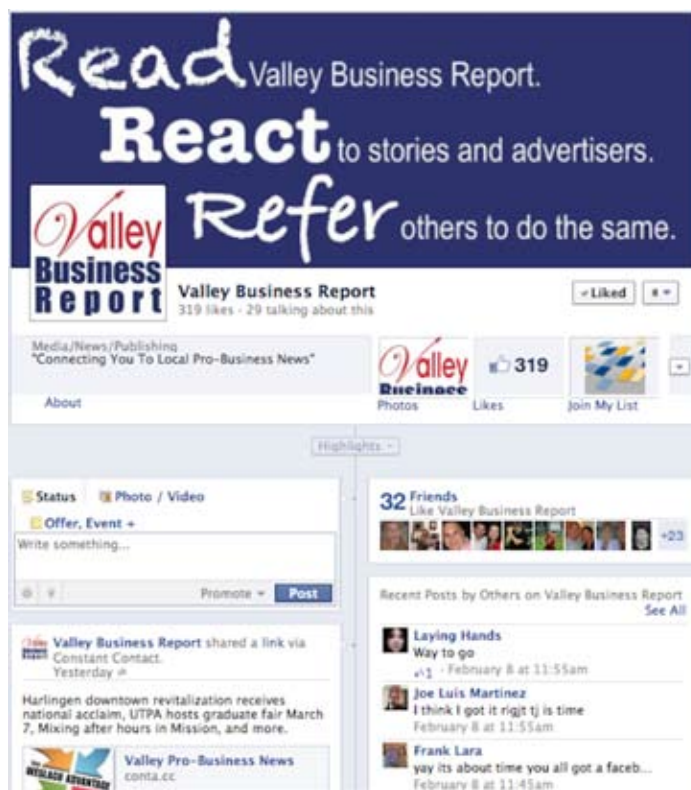 Read Valley Business Report.
React to stories and advertisers.
Refer others to do the same.
Valley
Business
Report
Valley Business Report
319 likes · 29 talking about this
Liked
Media/News/Publishing
"Connecting You To Local Pro-Business News"
About
Valley
Business
Photos
319
Likes
Join My List
Highlights
Status
Photo / Video
Offer, Event +
Write something...
Promote
Post
Valley Business Report shared a link via
Constant Contact.
Yesterday
Harlingen downtown revitalization receives
national acclaim, UTPA hosts graduate fair March
7, Mixing after hours in Mission, and more.
WESLACO ADVANTAGE
Valley Pro-Business News
conta.cc
32 Friends
Like Valley Business Report
+23
Recent Posts by Others on Valley Business Report
See All
Laying Hands
Way to go
1 · February 8 at 11:55am
Joe Luis Martinez
I think I got it rigjt tj is time
February 8 at 11:55am
Frank Lara
yay its about time you all got a faceb...
February 8 at 11:45am